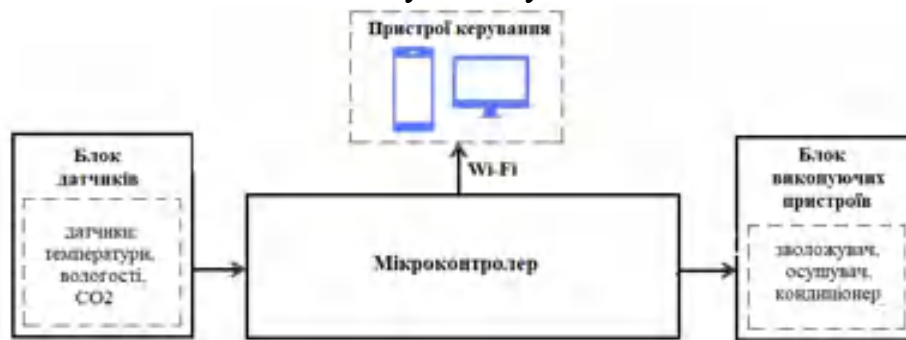 Пристрої керування
Wi-Fi
Блок
датчиків
датчики:
температури,
вологості,
CO2
Мікроконтролер
Блок
виконуючих
пристроїв
зволожувач,
осушувач,
кондиціонер